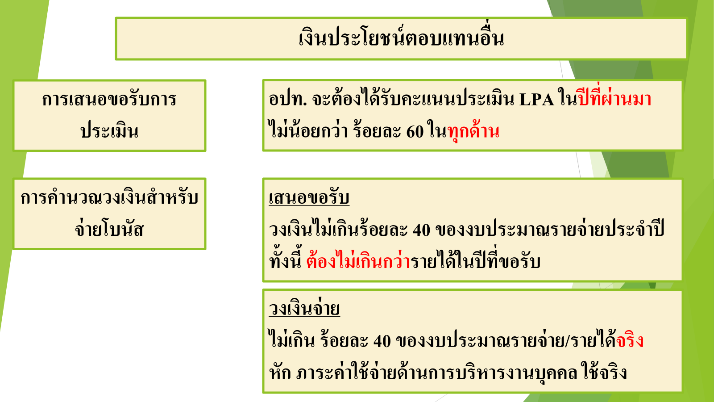 เงินประโยชน์ตอบแทนอื่น
การเสนอขอรับการ
ประเมิน
อปท. จะต้องได้รับคะแนนประเมิน LPA ในปีที่ผ่านมา
ไม่น้อยกว่า ร้อยละ 60 ในทุกด้าน
การคำนวณวงเงินสำหรับ
จ่ายโบนัส
เสนอขอรับ
วงเงินไม่เกินร้อยละ 40 ของงบประมาณรายจ่ายประจำปี
ทั้งนี้ ต้องไม่เกินกว่ารายได้ในปีที่ขอรับ
วงเงินจ่าย
ไม่เกิน ร้อยละ 40 ของงบประมาณรายจ่าย/รายได้จริง
หัก ภาระค่าใช้จ่ายด้านการบริหารงานบุคคล ใช้จริง